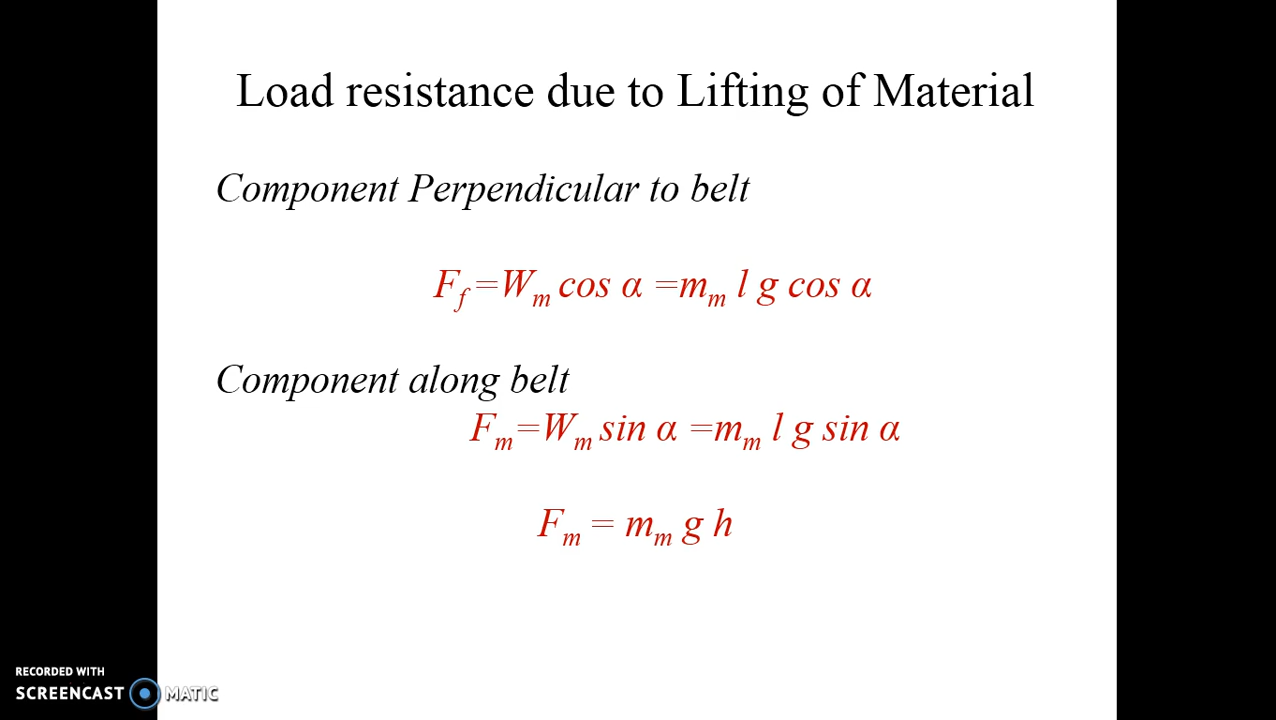 Load resistance due to Lifting of Material
Component Perpendicular to belt
F_f =W_m cos α =m_m l g cos α
Component along belt
F_m=W_m sin α =m_m l g sin α
F_m = m_m g h
RECORDED WITH
SCREENCAST MATIC